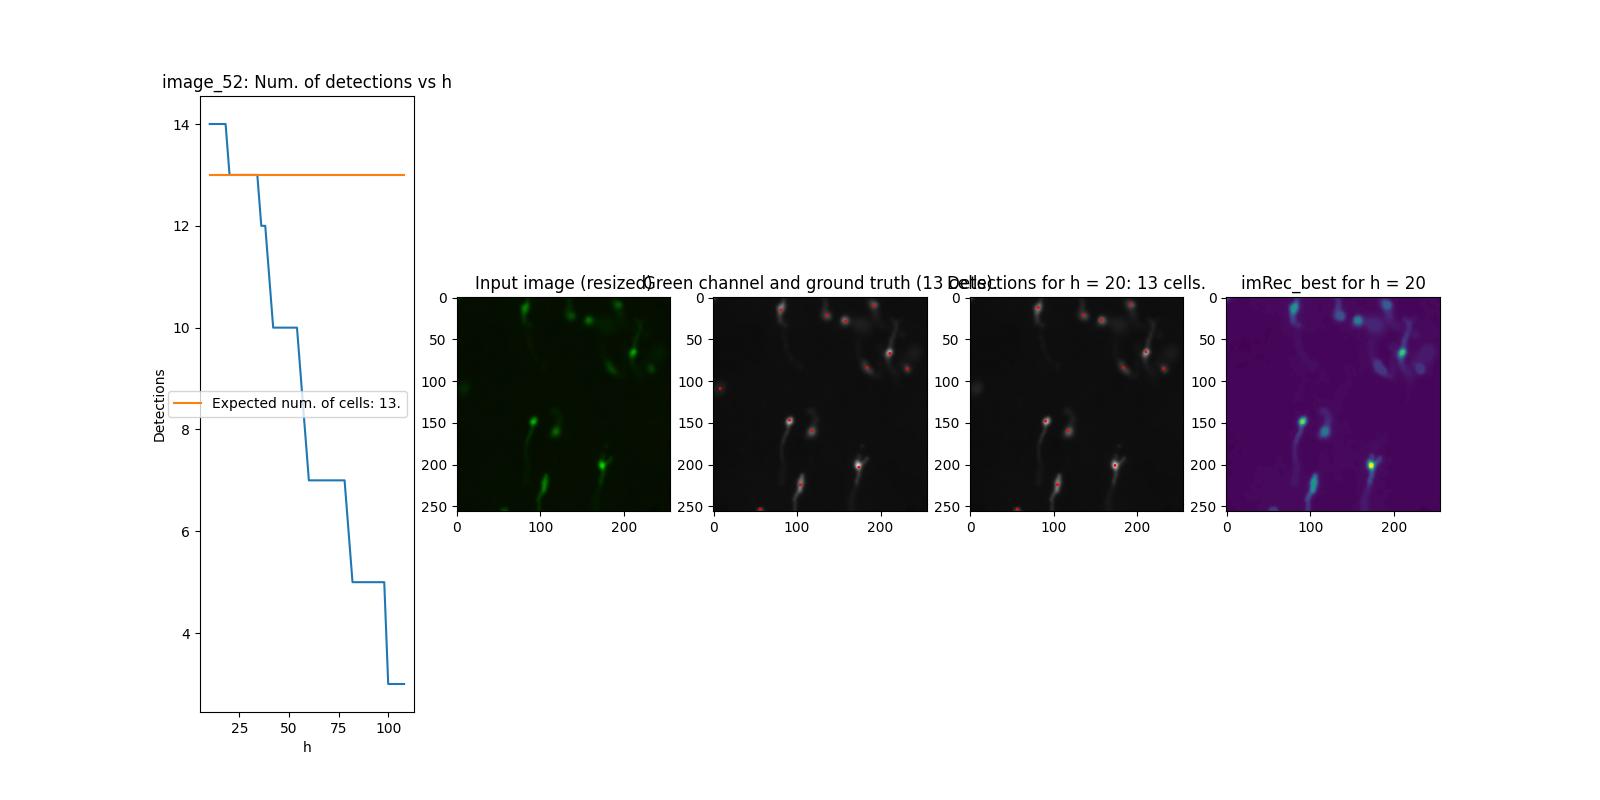 image_52: Num. of detections vs h
14
12
10
8
6
4
Detections
Expected num. of cells: 13.
25 50 75 100
h
Input image (resized)
0
50
100
150
200
250
0 100 200
Green channel and ground truth (13 cells).
0
50
100
150
200
250
0 100 200
Detections for h = 20: 13 cells.
0
50
100
150
200
250
0 100 200
imRec_best for h = 20
0
50
100
150
200
250
0 100 200